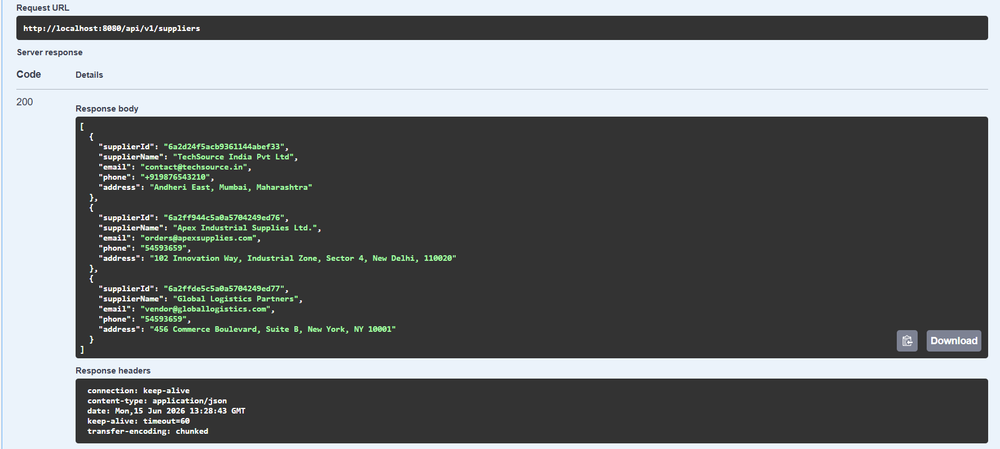 Request URL
http://localhost:8080/api/v1/suppliers
Server response
Code Details
200
Response body
[
  {
    "supplierId": "6a2d24f5acb9361144abef33",
    "supplierName": "TechSource India Pvt Ltd",
    "email": "contact@techsource.in",
    "phone": "+919876543210",
    "address": "Andheri East, Mumbai, Maharashtra"
  },
  {
    "supplierId": "6a2ff944c5a0a5704249ed76",
    "supplierName": "Apex Industrial Supplies Ltd.",
    "email": "orders@apexsupplies.com",
    "phone": "54593659",
    "address": "102 Innovation Way, Industrial Zone, Sector 4, New Delhi, 110020"
  },
  {
    "supplierId": "6a2ffde5c5a0a5704249ed77",
    "supplierName": "Global Logistics Partners",
    "email": "vendor@globallogistics.com",
    "phone": "54593659",
    "address": "456 Commerce Boulevard, Suite B, New York, NY 10001"
  }
]
Download
Response headers
connection: keep-alive
content-type: application/json
date: Mon,15 Jun 2026 13:28:43 GMT
keep-alive: timeout=60
transfer-encoding: chunked